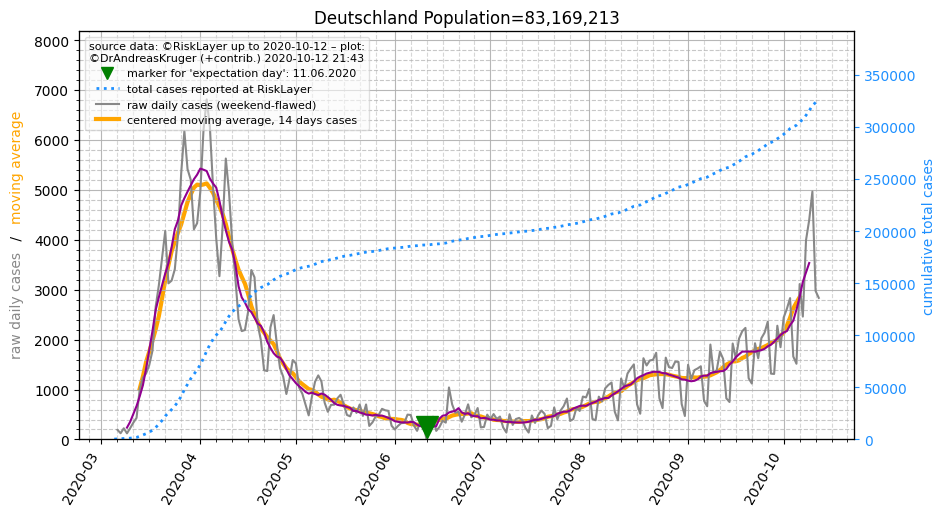 Deutschland Population=83,169,213
source data: ©RiskLayer up to 2020-10-12 – plot:
©DrAndreasKruger (+contrib.) 2020-10-12 21:43
marker for 'expectation day': 11.06.2020
total cases reported at RiskLayer
raw daily cases (weekend-flawed)
centered moving average, 14 days cases
raw daily cases / moving average
8000
7000
6000
5000
4000
3000
2000
1000
0
cumulative total cases
350000
300000
250000
200000
150000
100000
50000
0
2020-03
2020-04
2020-05
2020-06
2020-07
2020-08
2020-09
2020-10